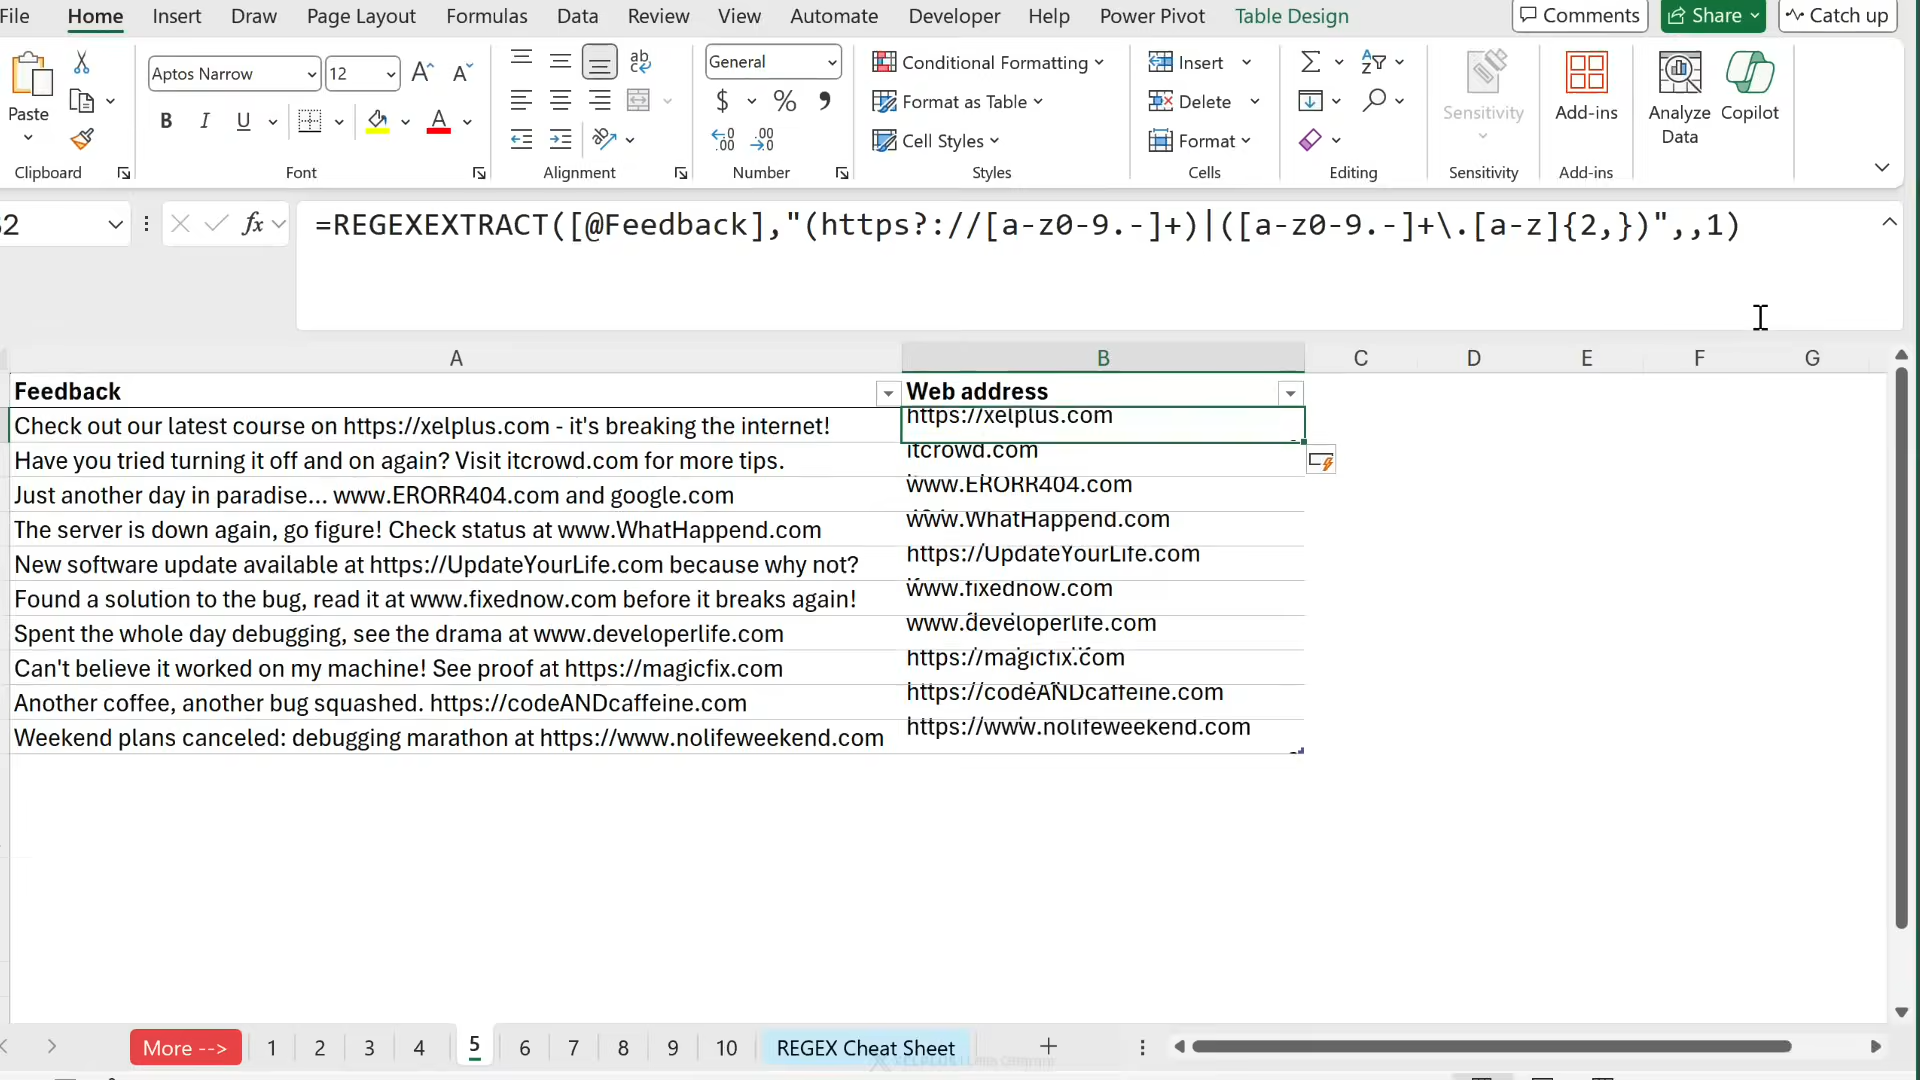 File Home Insert Draw Page Layout Formulas Data Review View Automate Developer Help Power Pivot Table Design Comments Share Catch up
Paste
Aptos Narrow 12
General
Conditional Formatting
Format as Table
Cell Styles
Insert
Delete
Format
Sensitivity
Add-ins
Analyze
Data
Copilot
Clipboard Font Alignment Number Styles Cells Editing Sensitivity Add-ins
=REGEXEXTRACT([@Feedback],"(https?://[a-z0-9.-]+)|([a-z0-9.-]+\.[a-z]{2,})",,1)
A B C D E F G
Feedback Web address
Check out our latest course on https://xelplus.com - it's breaking the internet! https://xelplus.com
Have you tried turning it off and on again? Visit itcrowd.com for more tips. itcrowd.com
Just another day in paradise... www.ERORR404.com and google.com www.ERORR404.com
The server is down again, go figure! Check status at www.WhatHappend.com www.WhatHappend.com
New software update available at https://UpdateYourLife.com because why not? https://UpdateYourLife.com
Found a solution to the bug, read it at www.fixednow.com before it breaks again! www.fixednow.com
Spent the whole day debugging, see the drama at www.developerlife.com www.developerlife.com
Can't believe it worked on my machine! See proof at https://magicfix.com https://magicfix.com
Another coffee, another bug squashed. https://codeANDcaffeine.com https://codeANDcaffeine.com
Weekend plans canceled: debugging marathon at https://www.nolifeweekend.com https://www.nolifeweekend.com
More --> 1 2 3 4 5 6 7 8 9 10 REGEX Cheat Sheet